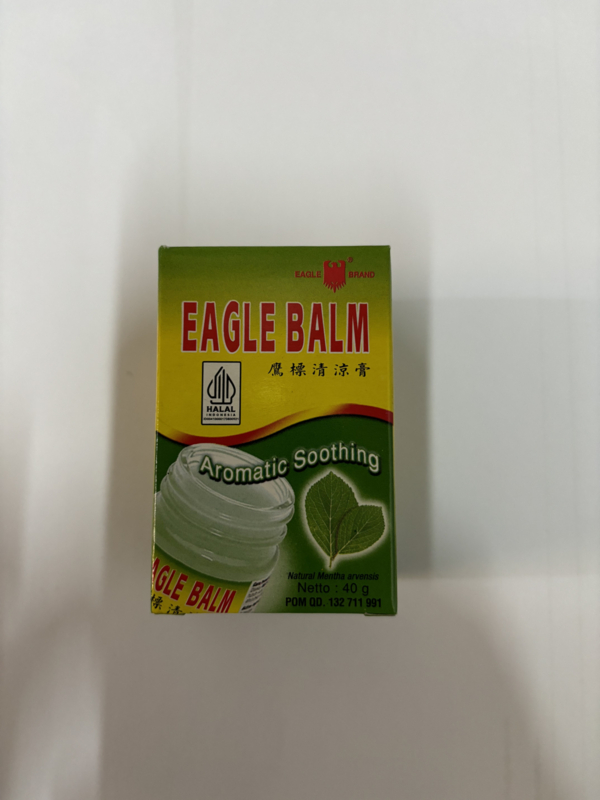 EAGLE BRAND
EAGLE BALM
鷹標清涼膏
HALAL
INDONESIA
Aromatic Soothing
Natural Mentha arvensis
Netto : 40 g
POM QD. 132 711 991
AGLE BALM